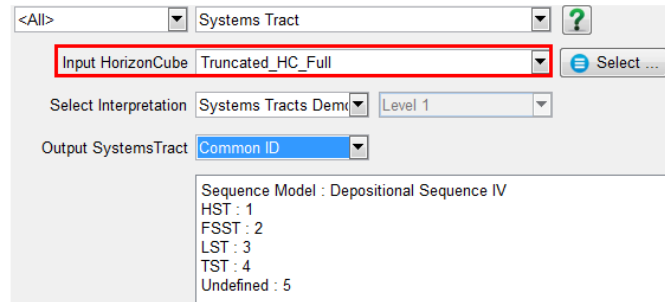 <All> Systems Tract ?
Input HorizonCube Truncated_HC_Full Select ...
Select Interpretation Systems Tracts Demo Level 1
Output SystemsTract Common ID
Sequence Model : Depositional Sequence IV
HST : 1
FSST : 2
LST : 3
TST : 4
Undefined : 5